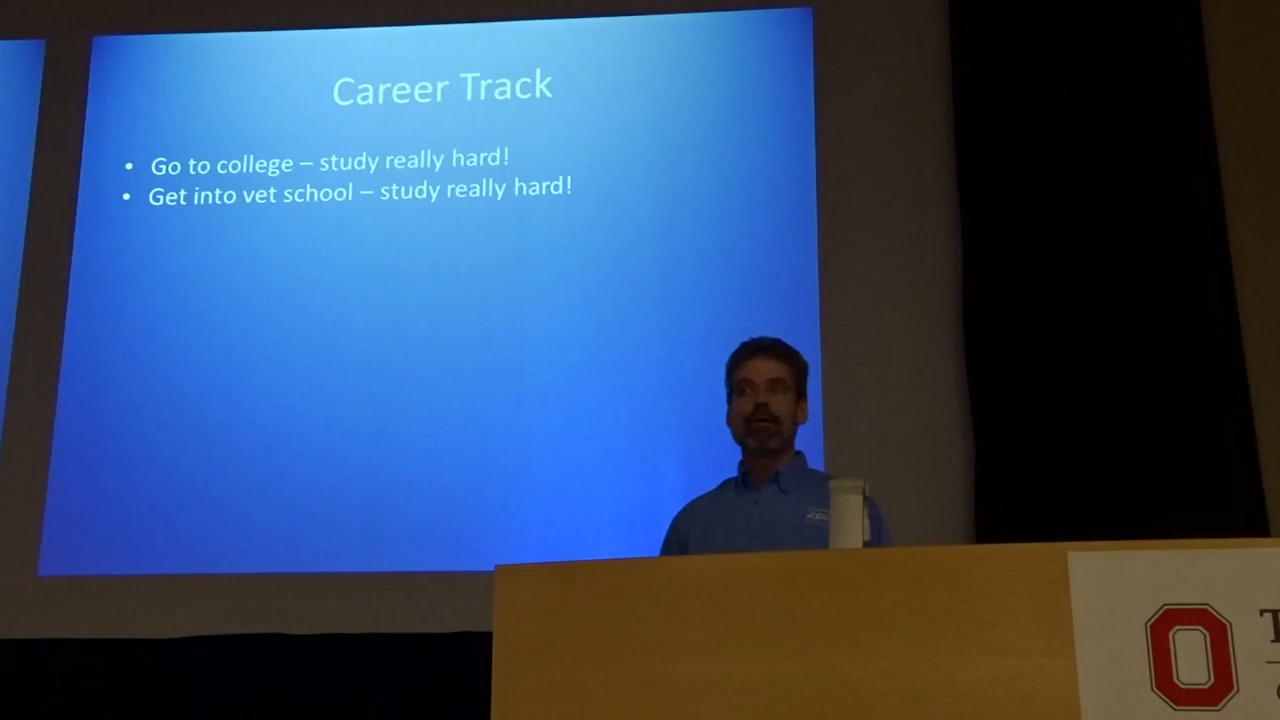 Career Track
• Go to college – study really hard!
• Get into vet school – study really hard!
O
T